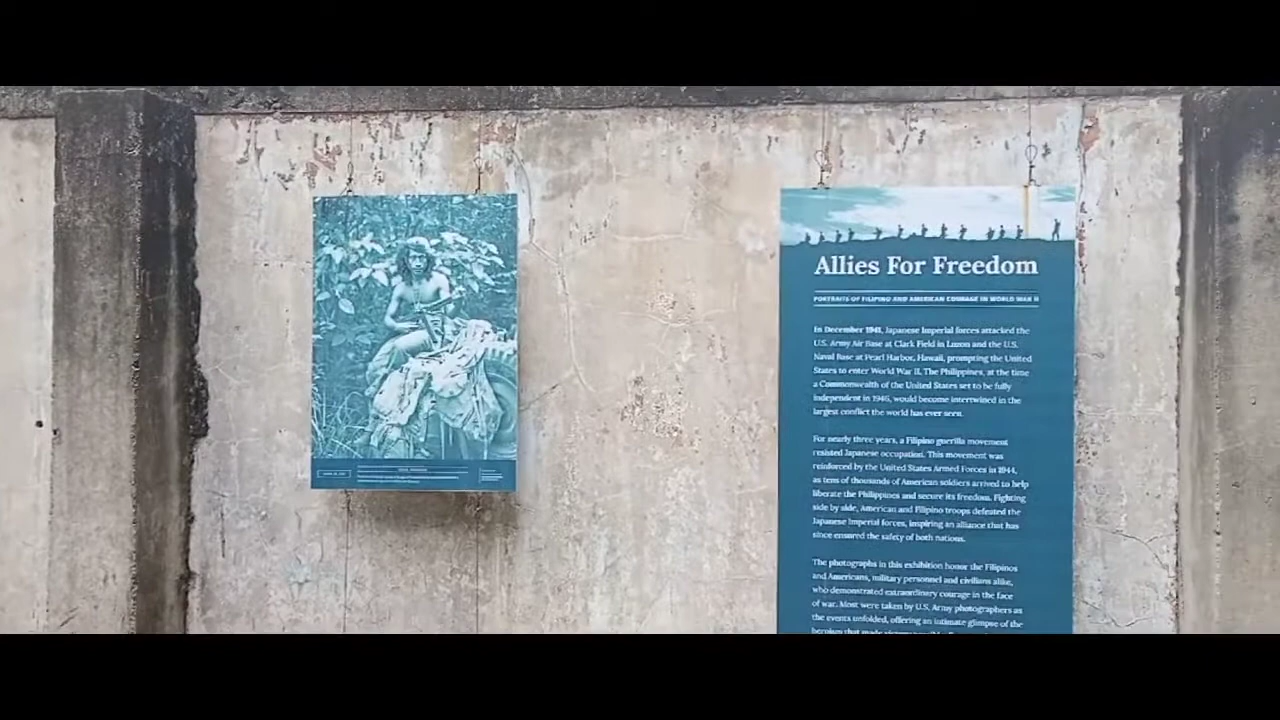 Allies For Freedom
PORTRAITS OF FILIPINO AND AMERICAN COURAGE IN WORLD WAR II
In December 1941, Japanese Imperial forces attacked the
U.S. Army Air Base at Clark Field in Luzon and the U.S.
Naval Base at Pearl Harbor, Hawaii, prompting the United
States to enter World War II. The Philippines, at the time
a Commonwealth of the United States set to be fully
independent in 1946, would become intertwined in the
largest conflict the world has ever seen.
For nearly three years, a Filipino guerilla movement
resisted Japanese occupation. This movement was
reinforced by the United States Armed Forces in 1944,
as tens of thousands of American soldiers arrived to help
liberate the Philippines and secure its freedom. Fighting
side by side, American and Filipino troops defeated the
Japanese Imperial forces, inspiring an alliance that has
since ensured the safety of both nations.
The photographs in this exhibition honor the Filipinos
and Americans, military personnel and civilians alike,
who demonstrated extraordinary courage in the face
of war. Most were taken by U.S. Army photographers as
the events unfolded, offering an intimate glimpse of the
heroism that made